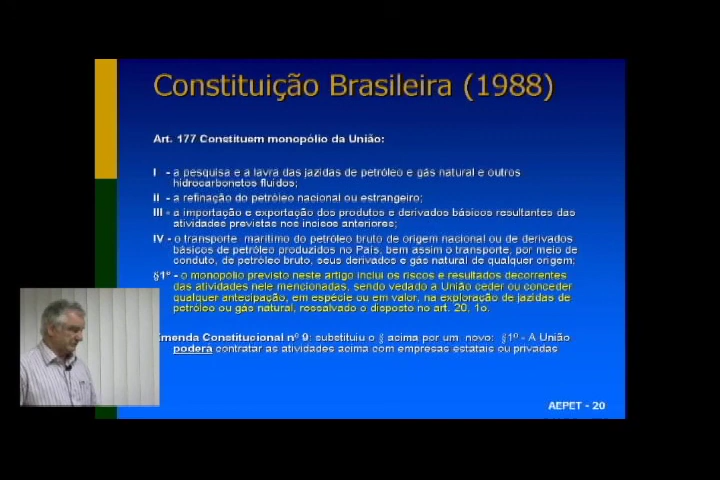 Constituição Brasileira (1988)
Art. 177 Constituem monopólio da União:
I - a pesquisa e a lavra das jazidas de petróleo e gás natural e outros
hidrocarbonetos fluidos;
II - a refinação do petróleo nacional ou estrangeiro;
III - a importação e exportação dos produtos e derivados básicos resultantes das
atividades previstas nos incisos anteriores;
IV - o transporte marítimo do petróleo bruto de origem nacional ou de derivados
básicos de petróleo produzidos no País, bem assim o transporte, por meio de
conduto, de petróleo bruto, seus derivados e gás natural de qualquer origem;
§1º - o monopólio previsto neste artigo inclui os riscos e resultados decorrentes
das atividades nele mencionadas, sendo vedado à União ceder ou conceder
qualquer antecipação, em espécie ou em valor, na exploração de jazidas de
petróleo ou gás natural, ressalvado o disposto no art. 20, 1o.
Emenda Constitucional nº 9: substituiu o § acima por um novo: §1º - A União
poderá contratar as atividades acima com empresas estatais ou privadas
AEPET - 20